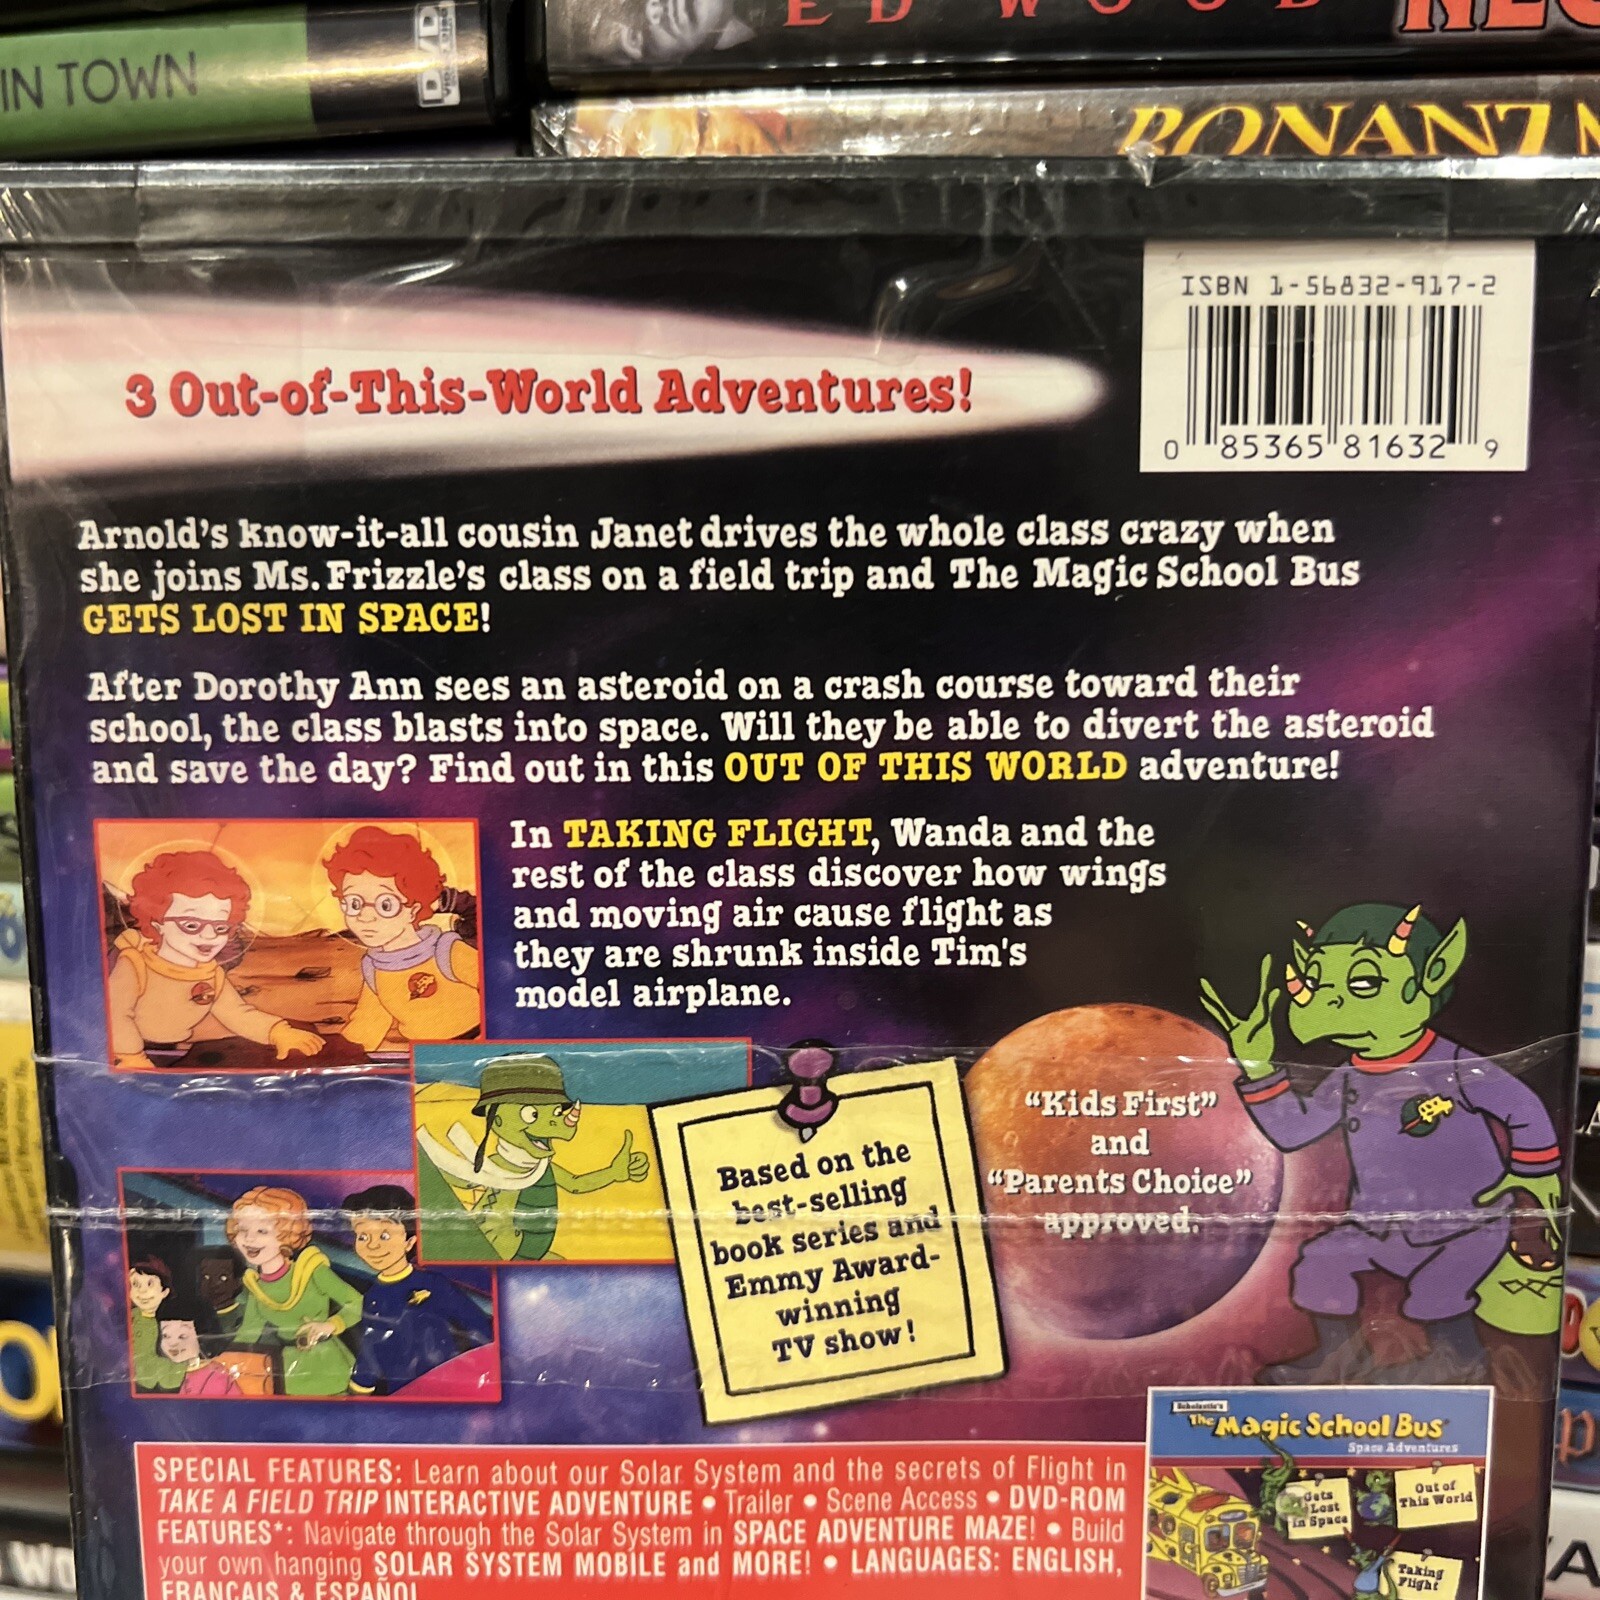 IN TOWN
DVD
VIDEO
ED WOOD
BONANZA
ISBN 1-56832-917-2
0 85365 81632 9
3 Out-of-This-World Adventures!
Arnold's know-it-all cousin Janet drives the whole class crazy when
she joins Ms. Frizzle's class on a field trip and The Magic School Bus
GETS LOST IN SPACE!
After Dorothy Ann sees an asteroid on a crash course toward their
school, the class blasts into space. Will they be able to divert the asteroid
and save the day? Find out in this OUT OF THIS WORLD adventure!
In TAKING FLIGHT, Wanda and the
rest of the class discover how wings
and moving air cause flight as
they are shrunk inside Tim's
model airplane.
Based on the
best-selling
book series and
Emmy Award-
winning
TV show!
"Kids First"
and
"Parents Choice"
approved.
SPECIAL FEATURES: Learn about our Solar System and the secrets of Flight in
TAKE A FIELD TRIP INTERACTIVE ADVENTURE • Trailer • Scene Access • DVD-ROM
FEATURES*: Navigate through the Solar System in SPACE ADVENTURE MAZE! • Build
your own hanging SOLAR SYSTEM MOBILE and MORE! • LANGUAGES: ENGLISH,
FRANÇAIS & ESPAÑOL
Scholastic's
The Magic School Bus
Space Adventures
Gets
Lost
in Space
Out of
This World
Taking
Flight